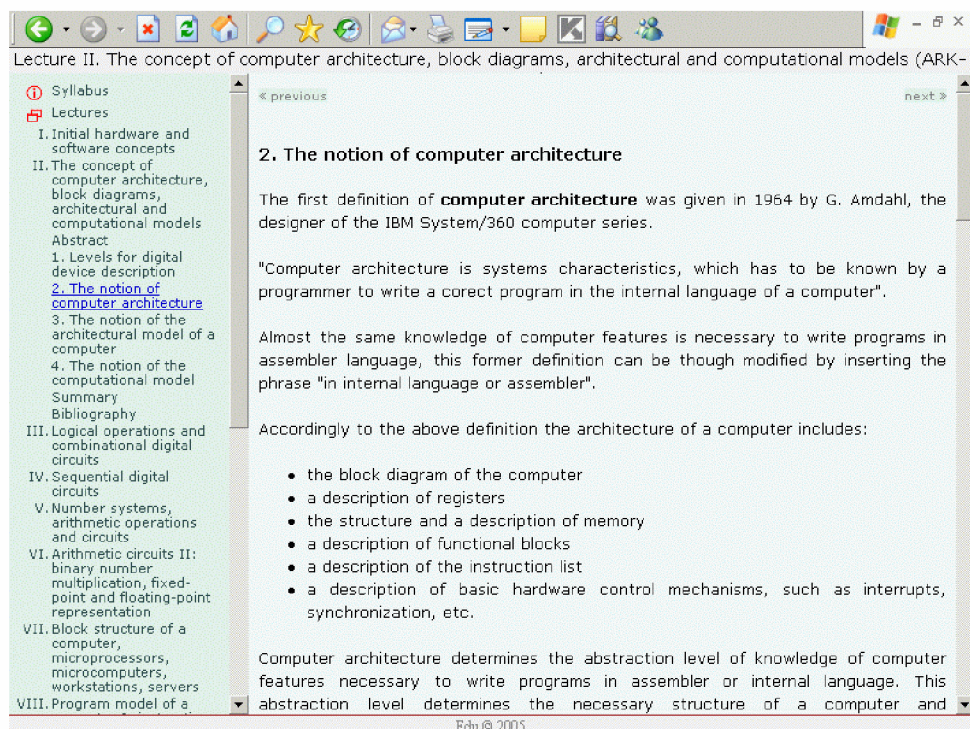 Lecture II. The concept of computer architecture, block diagrams, architectural and computational models (ARK-
Syllabus
Lectures
I. Initial hardware and
software concepts
II. The concept of
computer architecture,
block diagrams,
architectural and
computational models
Abstract
1. Levels for digital
device description
2. The notion of
computer architecture
3. The notion of the
architectural model of a
computer
4. The notion of the
computational model
Summary
Bibliography
III. Logical operations and
combinational digital
circuits
IV. Sequential digital
circuits
V. Number systems,
arithmetic operations
and circuits
VI. Arithmetic circuits II:
binary number
multiplication, fixed-
point and floating-point
representation
VII. Block structure of a
computer,
microprocessors,
microcomputers,
workstations, servers
VIII. Program model of a
« previous
next »
2. The notion of computer architecture
The first definition of computer architecture was given in 1964 by G. Amdahl, the
designer of the IBM System/360 computer series.
"Computer architecture is systems characteristics, which has to be known by a
programmer to write a corect program in the internal language of a computer".
Almost the same knowledge of computer features is necessary to write programs in
assembler language, this former definition can be though modified by inserting the
phrase "in internal language or assembler".
Accordingly to the above definition the architecture of a computer includes:
• the block diagram of the computer
• a description of registers
• the structure and a description of memory
• a description of functional blocks
• a description of the instruction list
• a description of basic hardware control mechanisms, such as interrupts,
synchronization, etc.
Computer architecture determines the abstraction level of knowledge of computer
features necessary to write programs in assembler or internal language. This
abstraction level determines the necessary structure of a computer and
Edu @ 2005